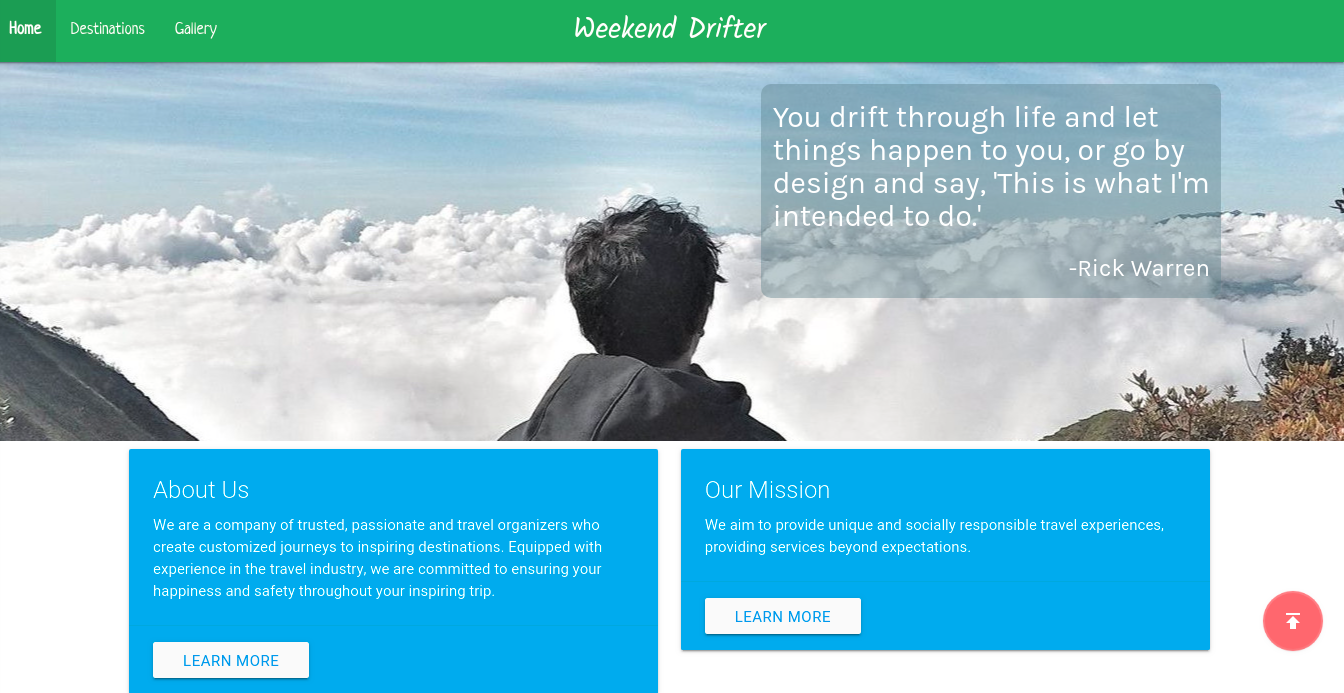 Home Destinations Gallery Weekend Drifter
You drift through life and let
things happen to you, or go by
design and say, 'This is what I'm
intended to do.'
-Rick Warren
About Us
We are a company of trusted, passionate and travel organizers who
create customized journeys to inspiring destinations. Equipped with
experience in the travel industry, we are committed to ensuring your
happiness and safety throughout your inspiring trip.
LEARN MORE
Our Mission
We aim to provide unique and socially responsible travel experiences,
providing services beyond expectations.
LEARN MORE